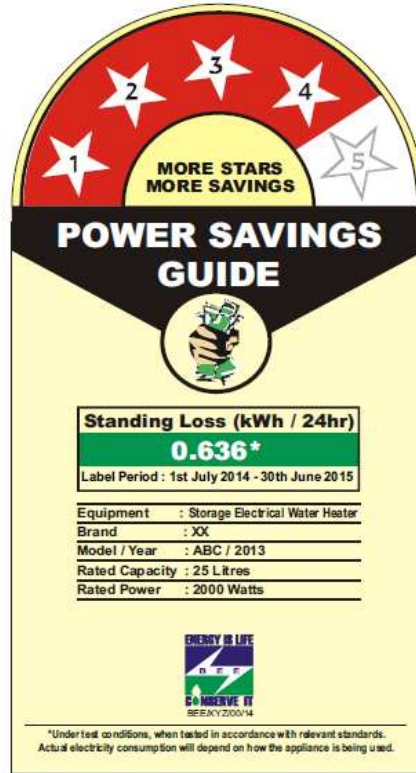 1
2
3
4
5
MORE STARS
MORE SAVINGS
POWER SAVINGS
GUIDE
Standing Loss (kWh / 24hr)
0.636*
Label Period : 1st July 2014 - 30th June 2015
Equipment : Storage Electrical Water Heater
Brand : XX
Model / Year : ABC / 2013
Rated Capacity : 25 Litres
Rated Power : 2000 Watts
ENERGY IS LIFE
BEE
CONSERVE IT
BEE/XYZ/00/14
*Under test conditions, when tested in accordance with relevant standards.
Actual electricity consumption will depend on how the appliance is being used.